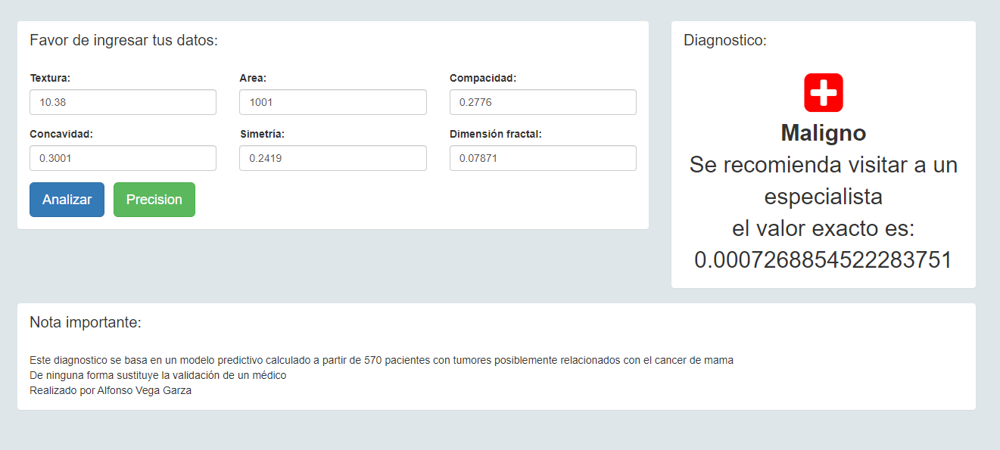 Favor de ingresar tus datos:
Textura:
Area:
Compacidad:
10.38
1001
0.2776
Concavidad:
Simetría:
Dimensión fractal:
0.3001
0.2419
0.07871
Analizar
Precision
Diagnostico:
Maligno
Se recomienda visitar a un
especialista
el valor exacto es:
0.0007268854522283751
Nota importante:
Este diagnostico se basa en un modelo predictivo calculado a partir de 570 pacientes con tumores posiblemente relacionados con el cancer de mama
De ninguna forma sustituye la validación de un médico
Realizado por Alfonso Vega Garza